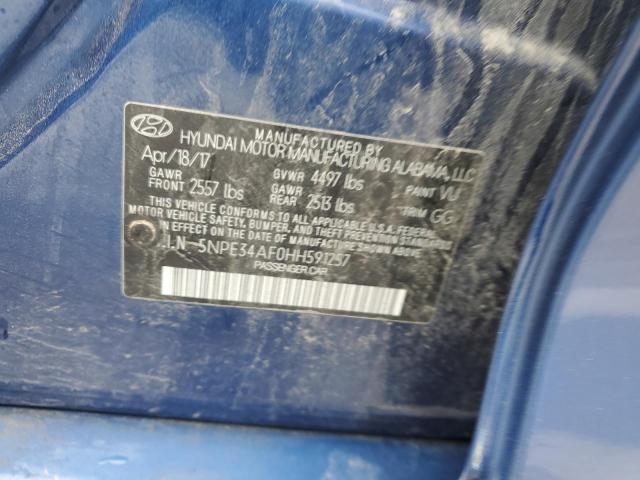 MANUFACTURED BY
HYUNDAI MOTOR MANUFACTURING ALABAMA, LLC
Apr/18/17 GVWR 4497 lbs PAINT VU
GAWR FRONT 2557 lbs GAWR REAR 2513 lbs TRIM GG
THIS VEHICLE CONFORMS TO ALL APPLICABLE U.S.A. FEDERAL
MOTOR VEHICLE SAFETY, BUMPER, AND THEFT PREVENTION
STANDARDS IN EFFECT ON THE DATE OF
MANUFACTURE SHOWN ABOVE.
5NPE34AF0HH591257
PASSENGER CAR